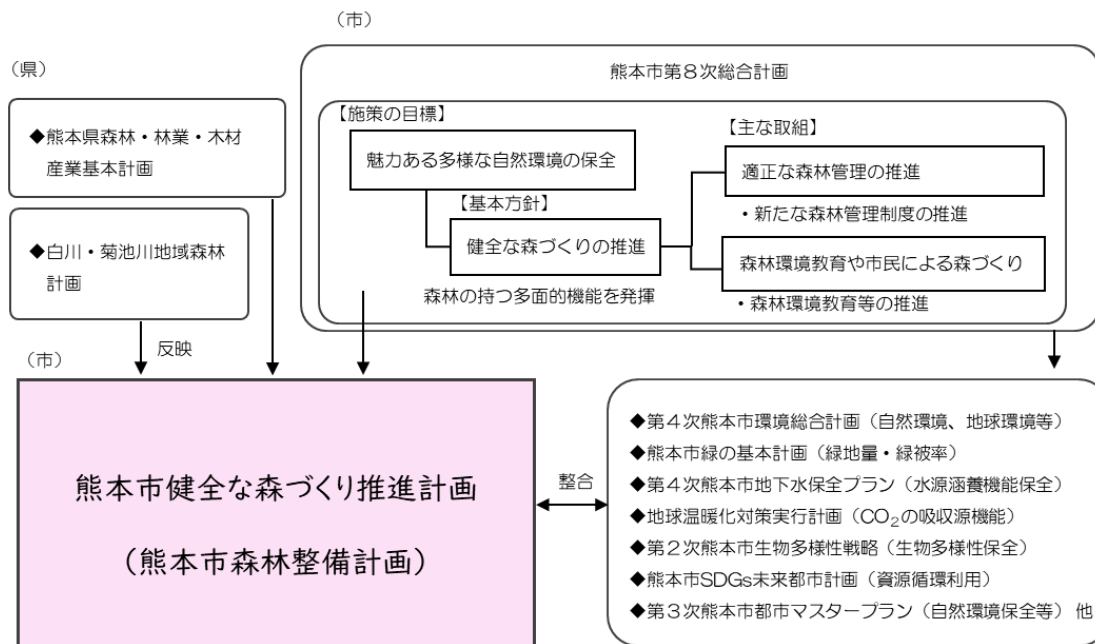 （市）
熊本市第８次総合計画
（県）
◆熊本県森林・林業・木材
産業基本計画
◆白川・菊池川地域森林
計画
【施策の目標】
魅力ある多様な自然環境の保全
【基本方針】
健全な森づくりの推進
森林の持つ多面的機能を発揮
【主な取組】
適正な森林管理の推進
・新たな森林管理制度の推進
森林環境教育や市民による森づくり
・森林環境教育等の推進
反映
（市）
熊本市健全な森づくり推進計画
（熊本市森林整備計画）
整合
◆第４次熊本市環境総合計画（自然環境、地球環境等）
◆熊本市緑の基本計画（緑地量・緑被率）
◆第４次熊本市地下水保全プラン（水源涵養機能保全）
◆地球温暖化対策実行計画（CO₂の吸収源機能）
◆第２次熊本市生物多様性戦略（生物多様性保全）
◆熊本市SDGs未来都市計画（資源循環利用）
◆第３次熊本市都市マスタープラン（自然環境保全等） 他